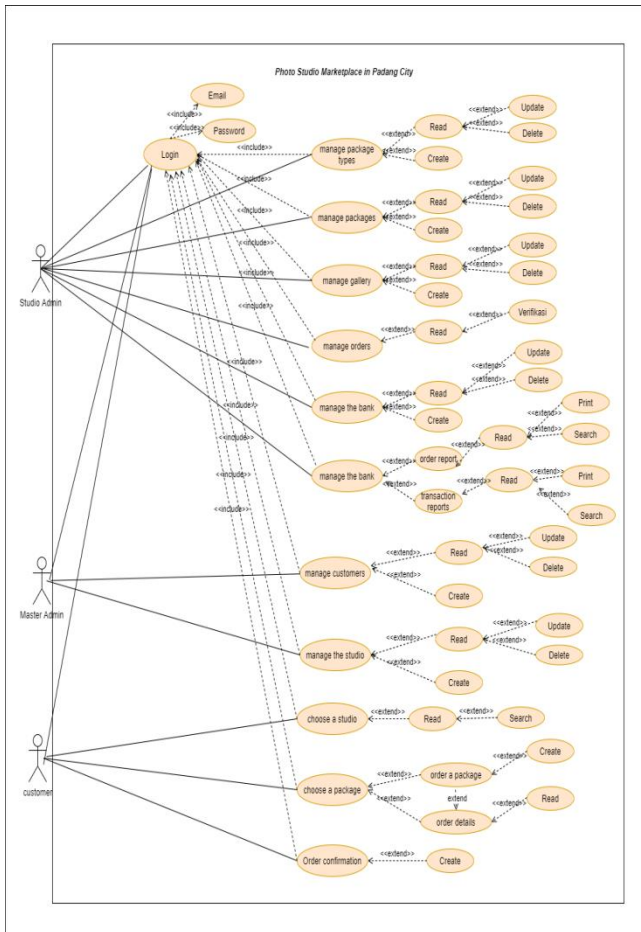 Photo Studio Marketplace in Padang City
Email
<<include>>
<<include>>
Password
Login
<<include>>
manage package
types
<<extend>>
Read
<<extend>>
Create
<<extend>>
Update
<<extend>>
Delete
<<include>>
manage packages
<<extend>>
Read
<<extend>>
Create
<<extend>>
Update
<<extend>>
Delete
<<include>>
manage gallery
<<extend>>
Read
<<extend>>
Create
<<extend>>
Update
<<extend>>
Delete
Studio Admin
<<include>>
manage orders
<<extend>>
Read
<<extend>>
Verifikasi
<<include>>
manage the bank
<<extend>>
Read
<<extend>>
Create
<<extend>>
Update
<<extend>>
Delete
<<include>>
manage the bank
<<extend>>
order report
<<extend>>
Read
<<extend>>
Print
<<extend>>
Search
<<extend>>
transcription
reports
<<extend>>
Read
<<extend>>
Print
<<extend>>
Search
<<include>>
<<include>>
<<include>>
<<include>>
Master Admin
manage customers
<<extend>>
Read
<<extend>>
Create
<<extend>>
Update
<<extend>>
Delete
manage the studio
<<extend>>
Read
<<extend>>
Create
<<extend>>
Update
<<extend>>
Delete
customer
choose a studio
<<extend>>
Read
<<extend>>
Search
choose a package
<<extend>>
order a package
<<extend>>
Create
extend
<<extend>>
order details
<<extend>>
Read
Order confirmation
<<extend>>
Create